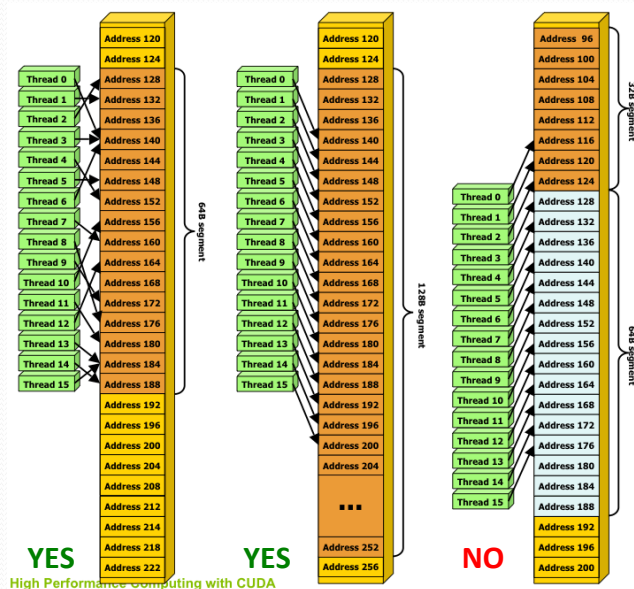 Thread 0
Thread 1
Thread 2
Thread 3
Thread 4
Thread 5
Thread 6
Thread 7
Thread 8
Thread 9
Thread 10
Thread 11
Thread 12
Thread 13
Thread 14
Thread 15
Address 120
Address 124
Address 128
Address 132
Address 136
Address 140
Address 144
Address 148
Address 152
Address 156
Address 160
Address 164
Address 168
Address 172
Address 176
Address 180
Address 184
Address 188
Address 192
Address 196
Address 200
Address 204
Address 208
Address 212
Address 214
Address 218
Address 222
64B segment
YES
Thread 0
Thread 1
Thread 2
Thread 3
Thread 4
Thread 5
Thread 6
Thread 7
Thread 8
Thread 9
Thread 10
Thread 11
Thread 12
Thread 13
Thread 14
Thread 15
Address 120
Address 124
Address 128
Address 132
Address 136
Address 140
Address 144
Address 148
Address 152
Address 156
Address 160
Address 164
Address 168
Address 172
Address 176
Address 180
Address 184
Address 188
Address 192
Address 196
Address 200
Address 204
...
Address 252
Address 256
128B segment
YES
Thread 0
Thread 1
Thread 2
Thread 3
Thread 4
Thread 5
Thread 6
Thread 7
Thread 8
Thread 9
Thread 10
Thread 11
Thread 12
Thread 13
Thread 14
Thread 15
Address 96
Address 100
Address 104
Address 108
Address 112
Address 116
Address 120
Address 124
Address 128
Address 132
Address 136
Address 140
Address 144
Address 148
Address 152
Address 156
Address 160
Address 164
Address 168
Address 172
Address 176
Address 180
Address 184
Address 188
Address 192
Address 196
Address 200
32B segment
64B segment
NO
High Performance Computing with CUDA